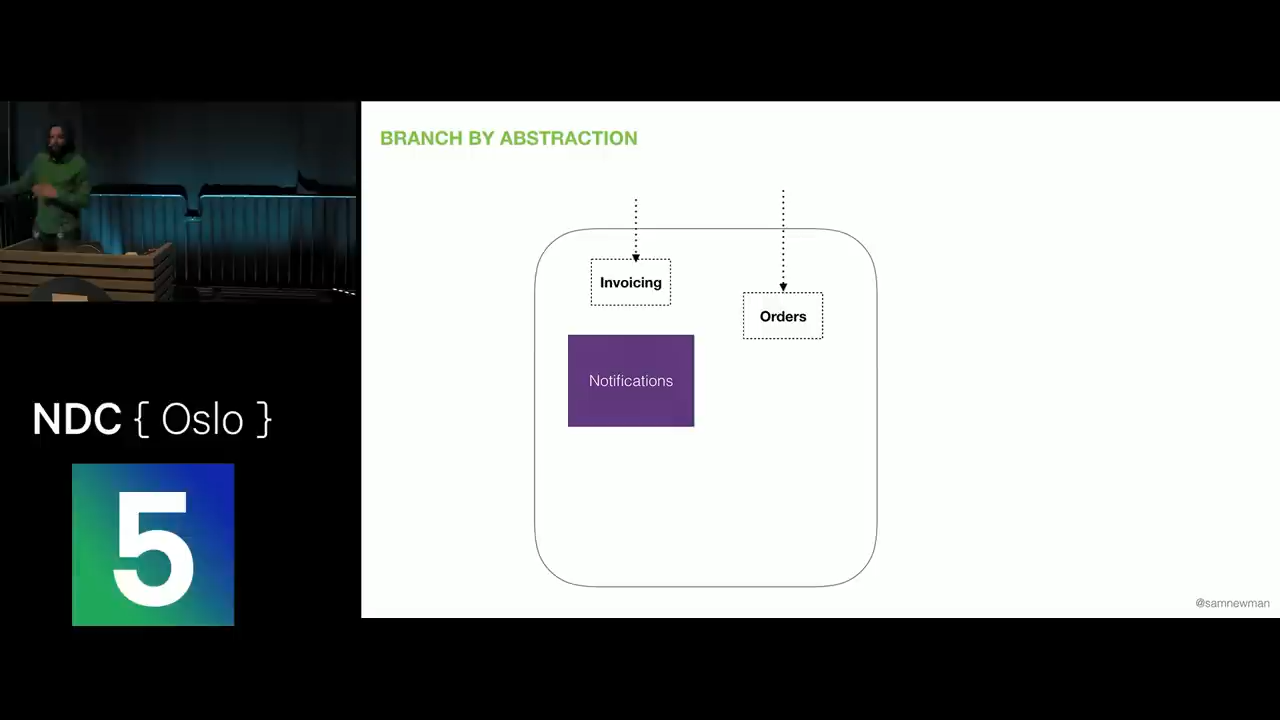 BRANCH BY ABSTRACTION
Invoicing
Orders
Notifications
NDC { Oslo }
5
@samnewman